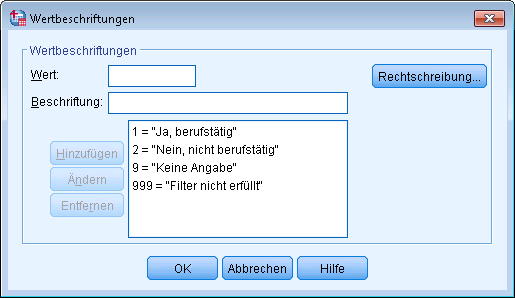 Wertbeschriftungen
Wertbeschriftungen
Wert:
Rechtschreibung...
Beschriftung:
1 = "Ja, berufstätig"
2 = "Nein, nicht berufstätig"
9 = "Keine Angabe"
999 = "Filter nicht erfüllt"
Hinzufügen
Ändern
Entfernen
OK Abbrechen Hilfe